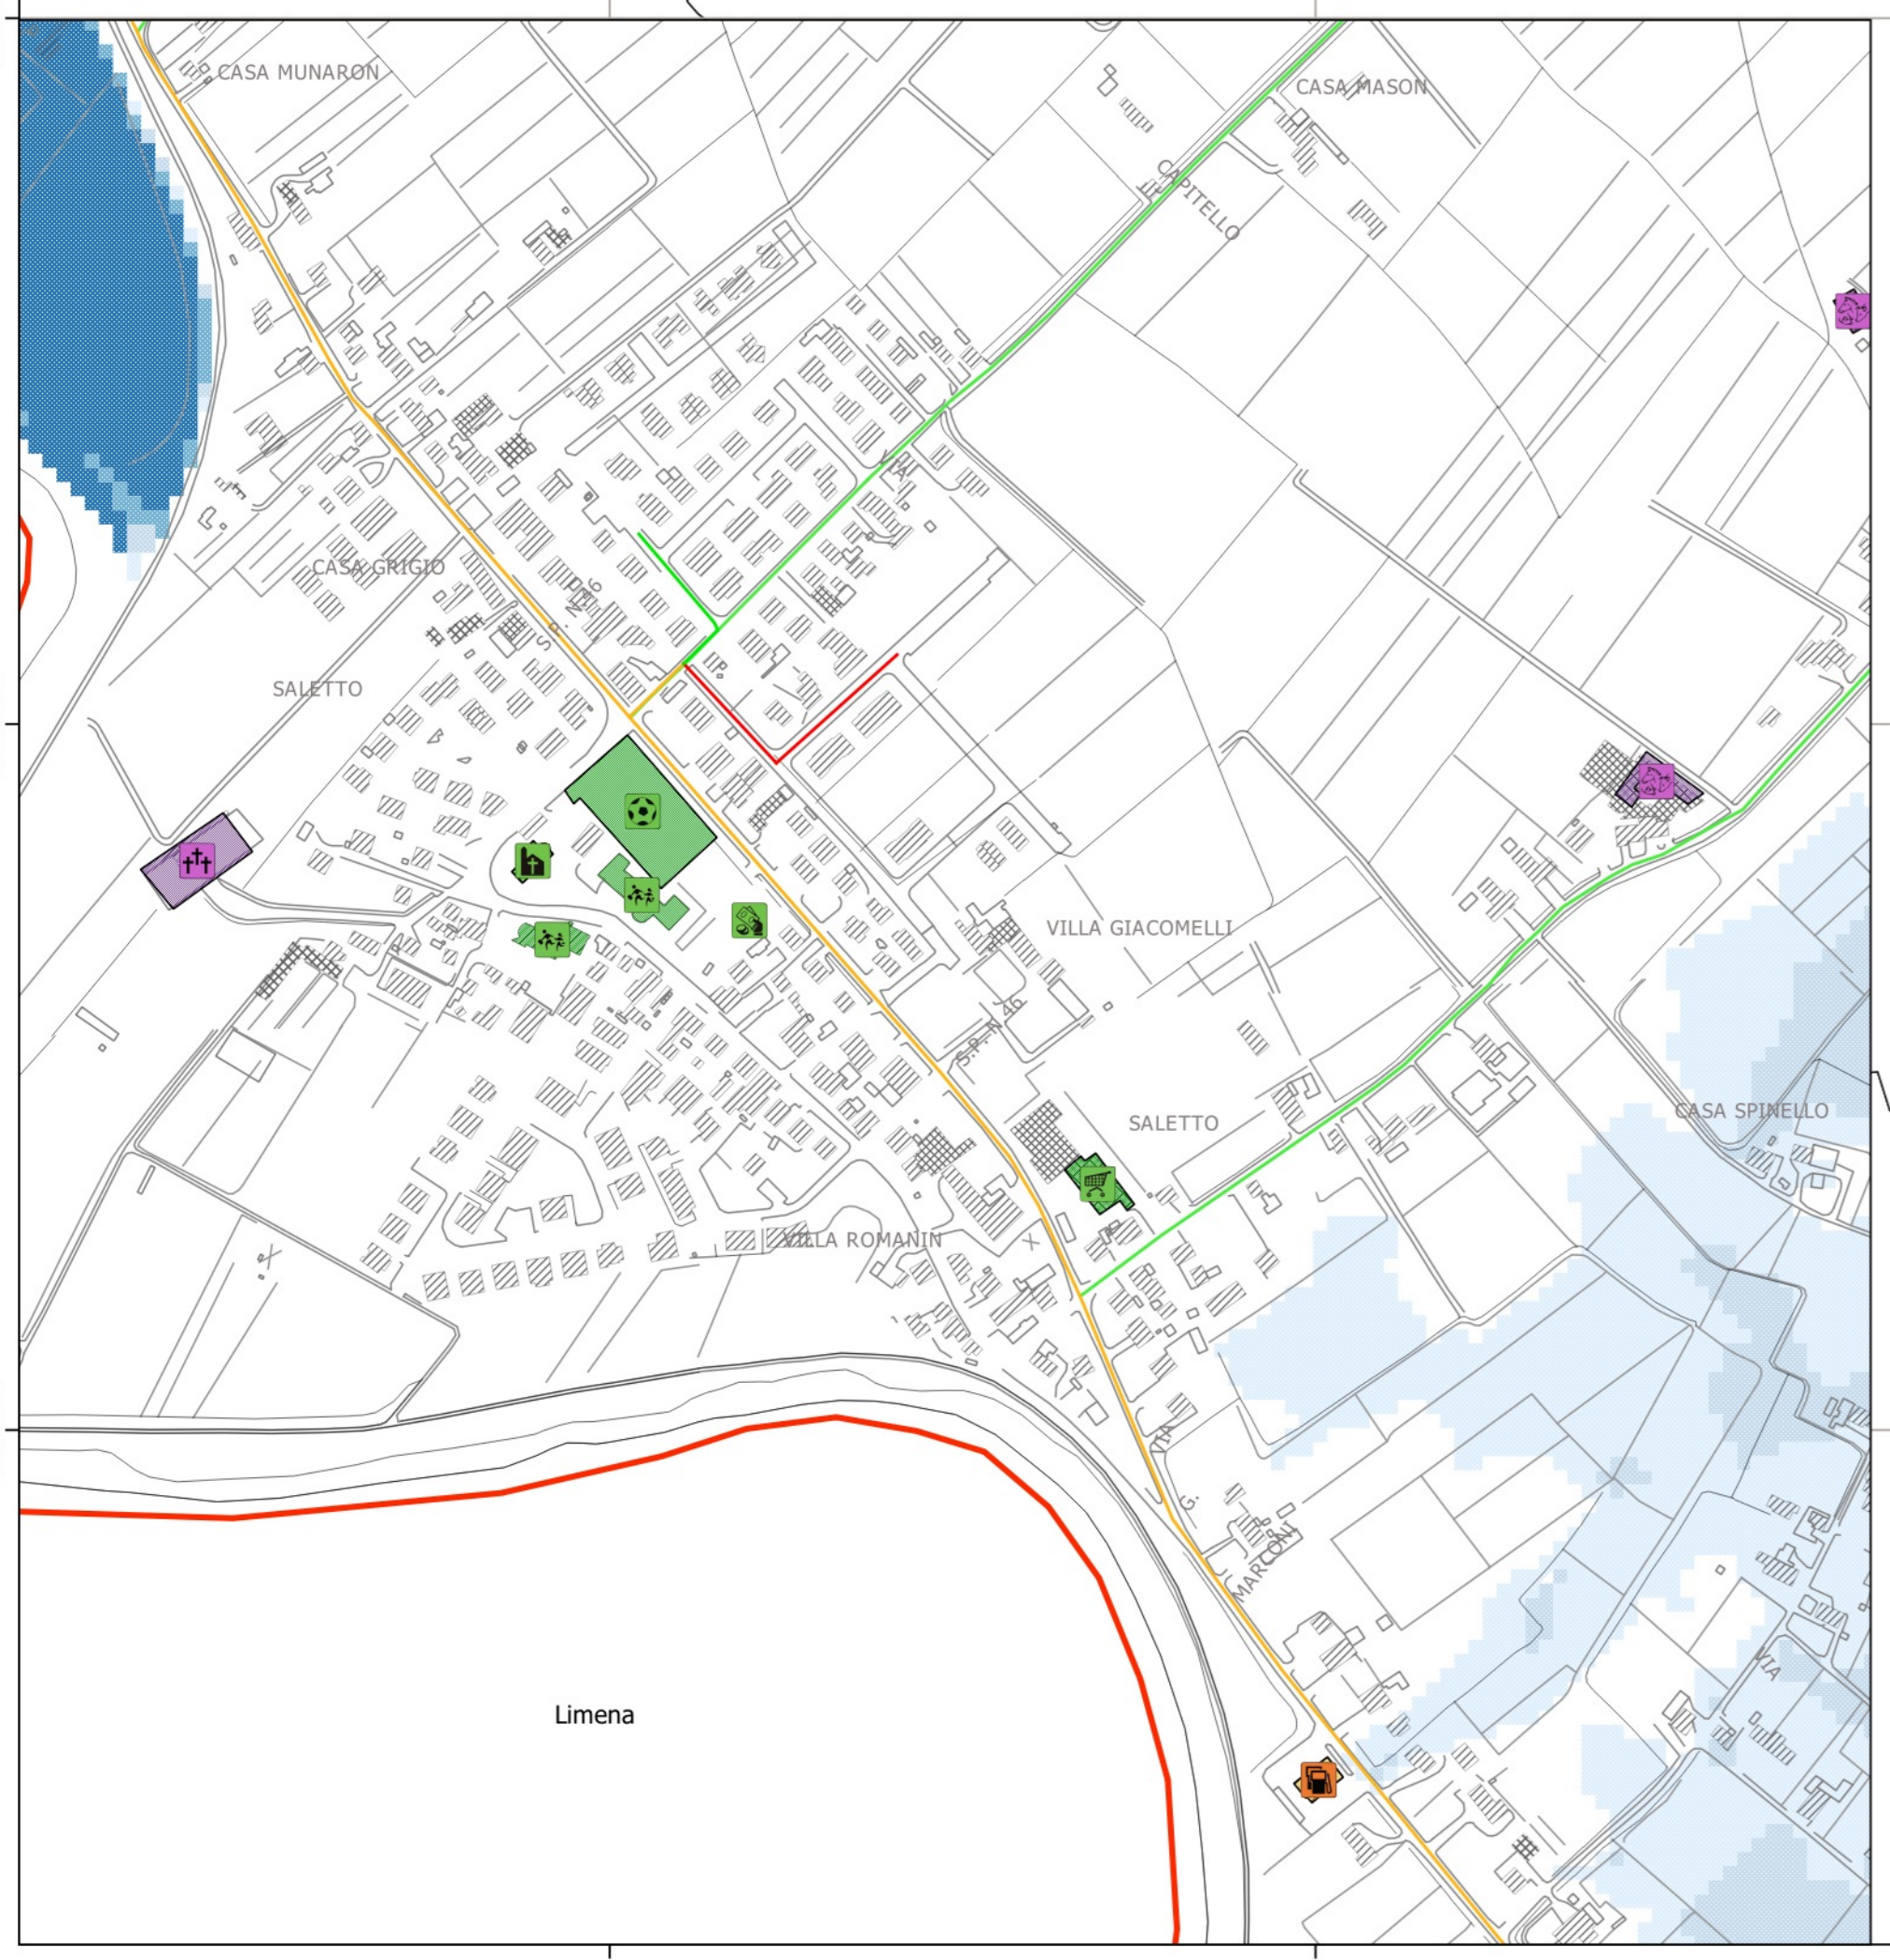 CASA MUNARON
CASA MASON
CAPITELLO
VIA
CASA GRIGIO
S.P. N.46
SALETTO
VILLA GIACOMELLI
S.P. N.46
CASA SPINELLO
SALETTO
VILLA ROMANIN
VIA
G.
MARCONI
VIA
Limena